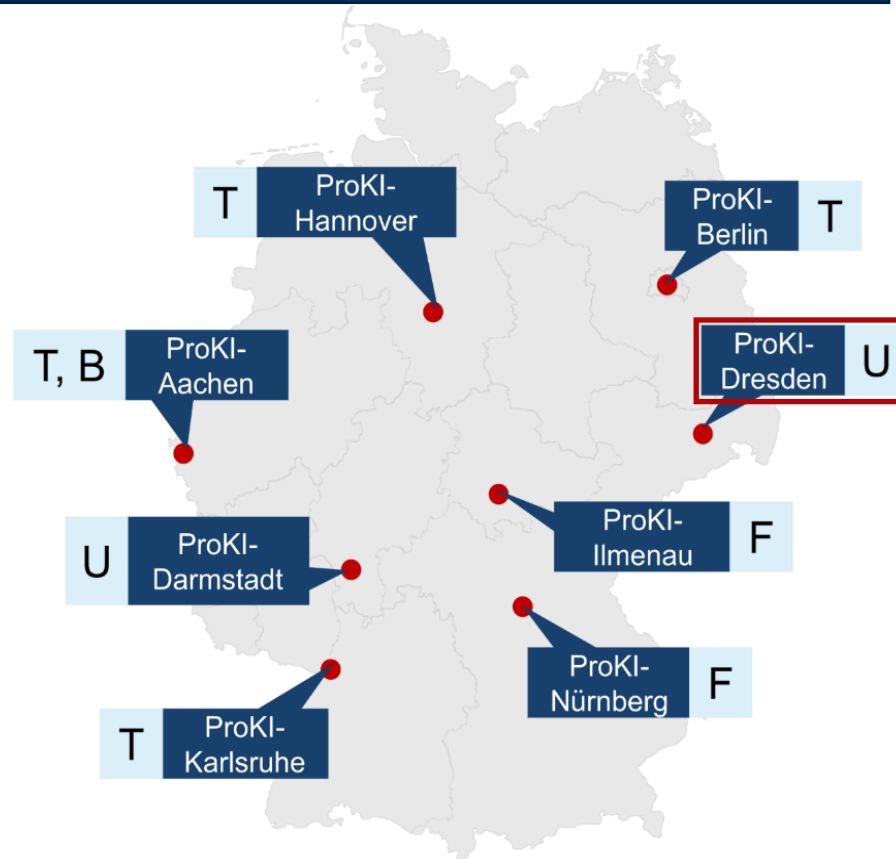 T
ProKI-
Hannover
ProKI-
Berlin
T
T, B
ProKI-
Aachen
ProKI-
Dresden
U
U
ProKI-
Darmstadt
ProKI-
Ilmenau
F
ProKI-
Nürnberg
F
T
ProKI-
Karlsruhe